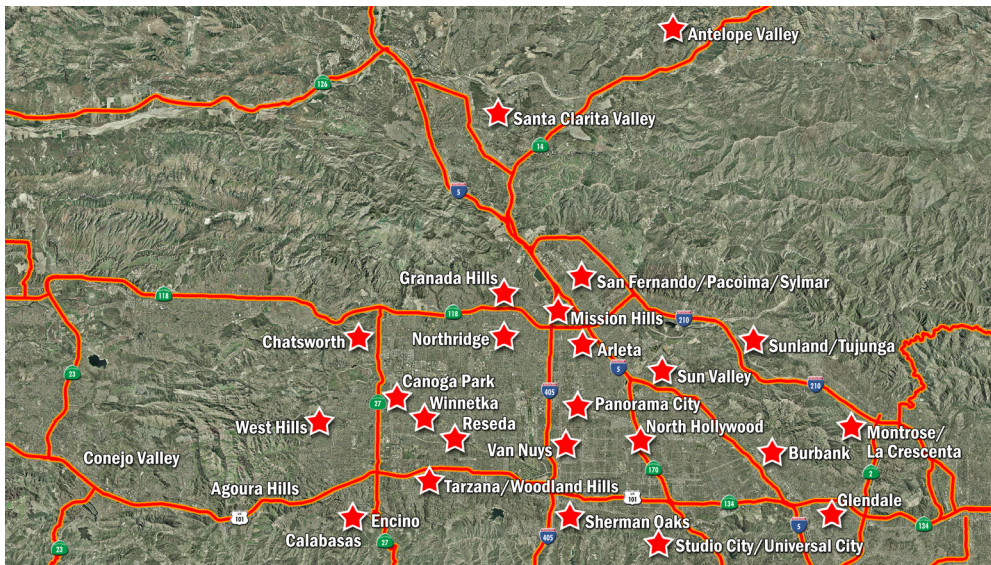 Antelope Valley
126
Santa Clarita Valley
14
5
Granada Hills
San Fernando/Pacoima/Sylmar
118
118
Mission Hills
210
Chatsworth
Northridge
Arleta
Sunland/Tujunga
5
Sun Valley
23
Canoga Park
405
210
27
Winnetka
Panorama City
West Hills
Reseda
North Hollywood
Montrose/
La Crescenta
Van Nuys
Burbank
Conejo Valley
170
2
Agoura Hills
Tarzana/Woodland Hills
US
101
134
Glendale
US
101
Encino
Sherman Oaks
5
134
Calabasas
27
405
Studio City/Universal City
23